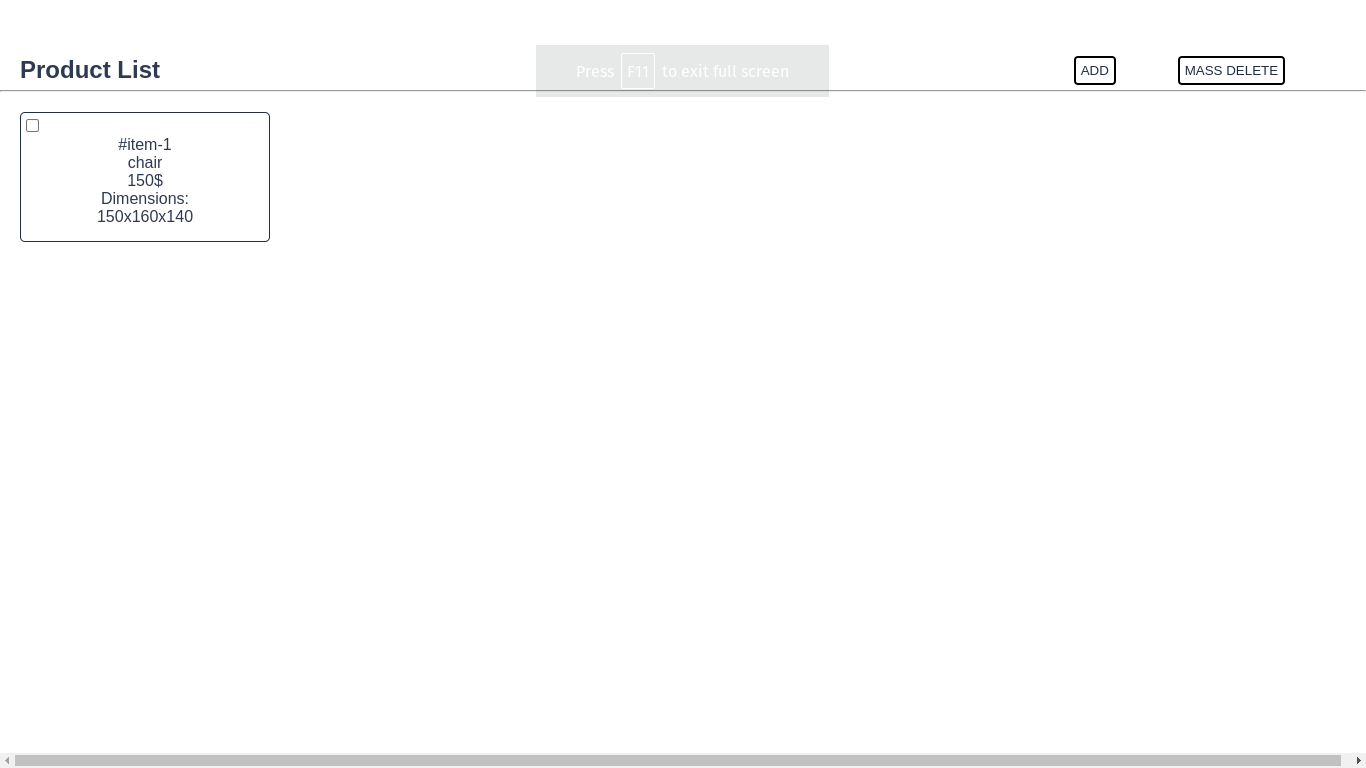 Product List
Press F11 to exit full screen
ADD
MASS DELETE
#item-1
chair
150$
Dimensions:
150x160x140